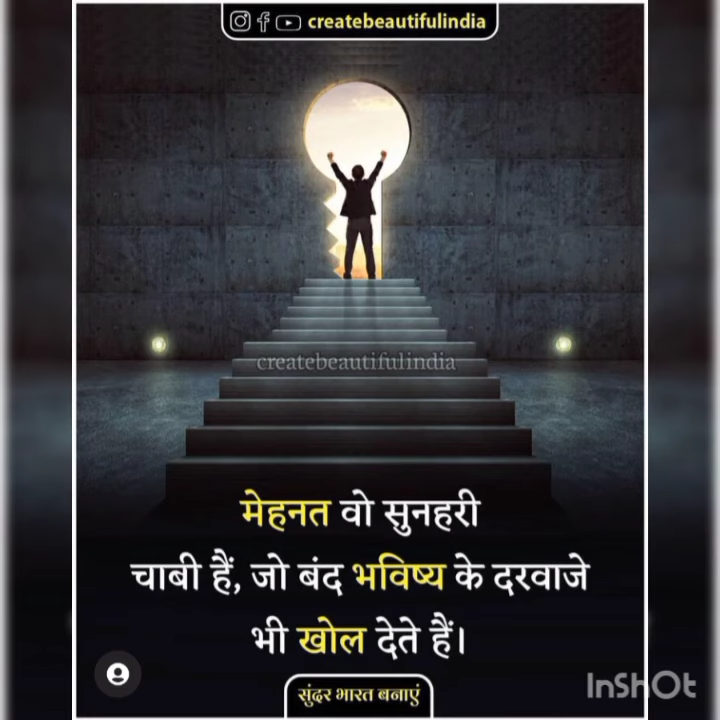 createbeautifulindia
createbeautifulindia
मेहनत वो सुनहरी
चाबी हैं, जो बंद भविष्य के दरवाजे
भी खोल देते हैं।
सुंदर भारत बनाएं
InShOt